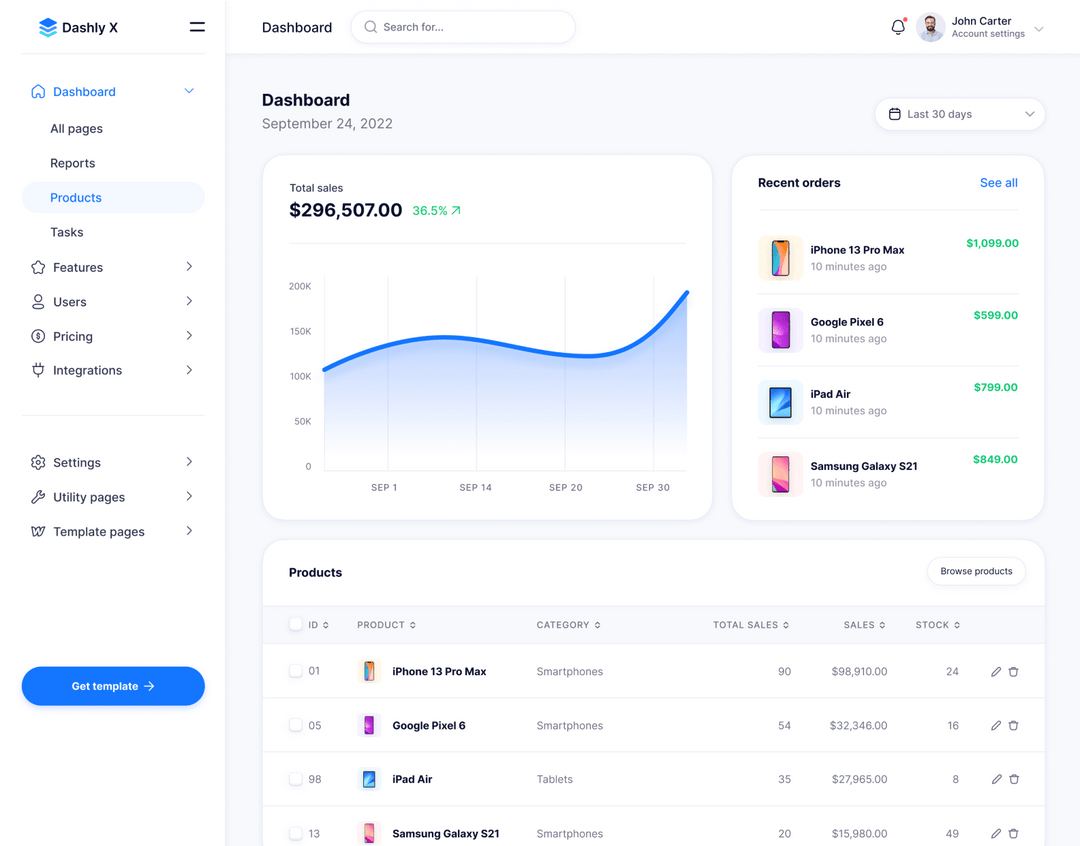 Dashly X
Dashboard
All pages
Reports
Products
Tasks
Features
Users
Pricing
Integrations
Settings
Utility pages
Template pages
Get template →
Dashboard
Search for...
John Carter
Account settings
Dashboard
September 24, 2022
Last 30 days
Total sales
$296,507.00 36.5%
200K
150K
100K
50K
0
SEP 1 SEP 14 SEP 20 SEP 30
Recent orders See all
iPhone 13 Pro Max $1,099.00
10 minutes ago
Google Pixel 6 $599.00
10 minutes ago
iPad Air $799.00
10 minutes ago
Samsung Galaxy S21 $849.00
10 minutes ago
Products Browse products
ID PRODUCT CATEGORY TOTAL SALES SALES STOCK
01 iPhone 13 Pro Max Smartphones 90 $98,910.00 24
05 Google Pixel 6 Smartphones 54 $32,346.00 16
98 iPad Air Tablets 35 $27,965.00 8
13 Samsung Galaxy S21 Smartphones 20 $15,980.00 49